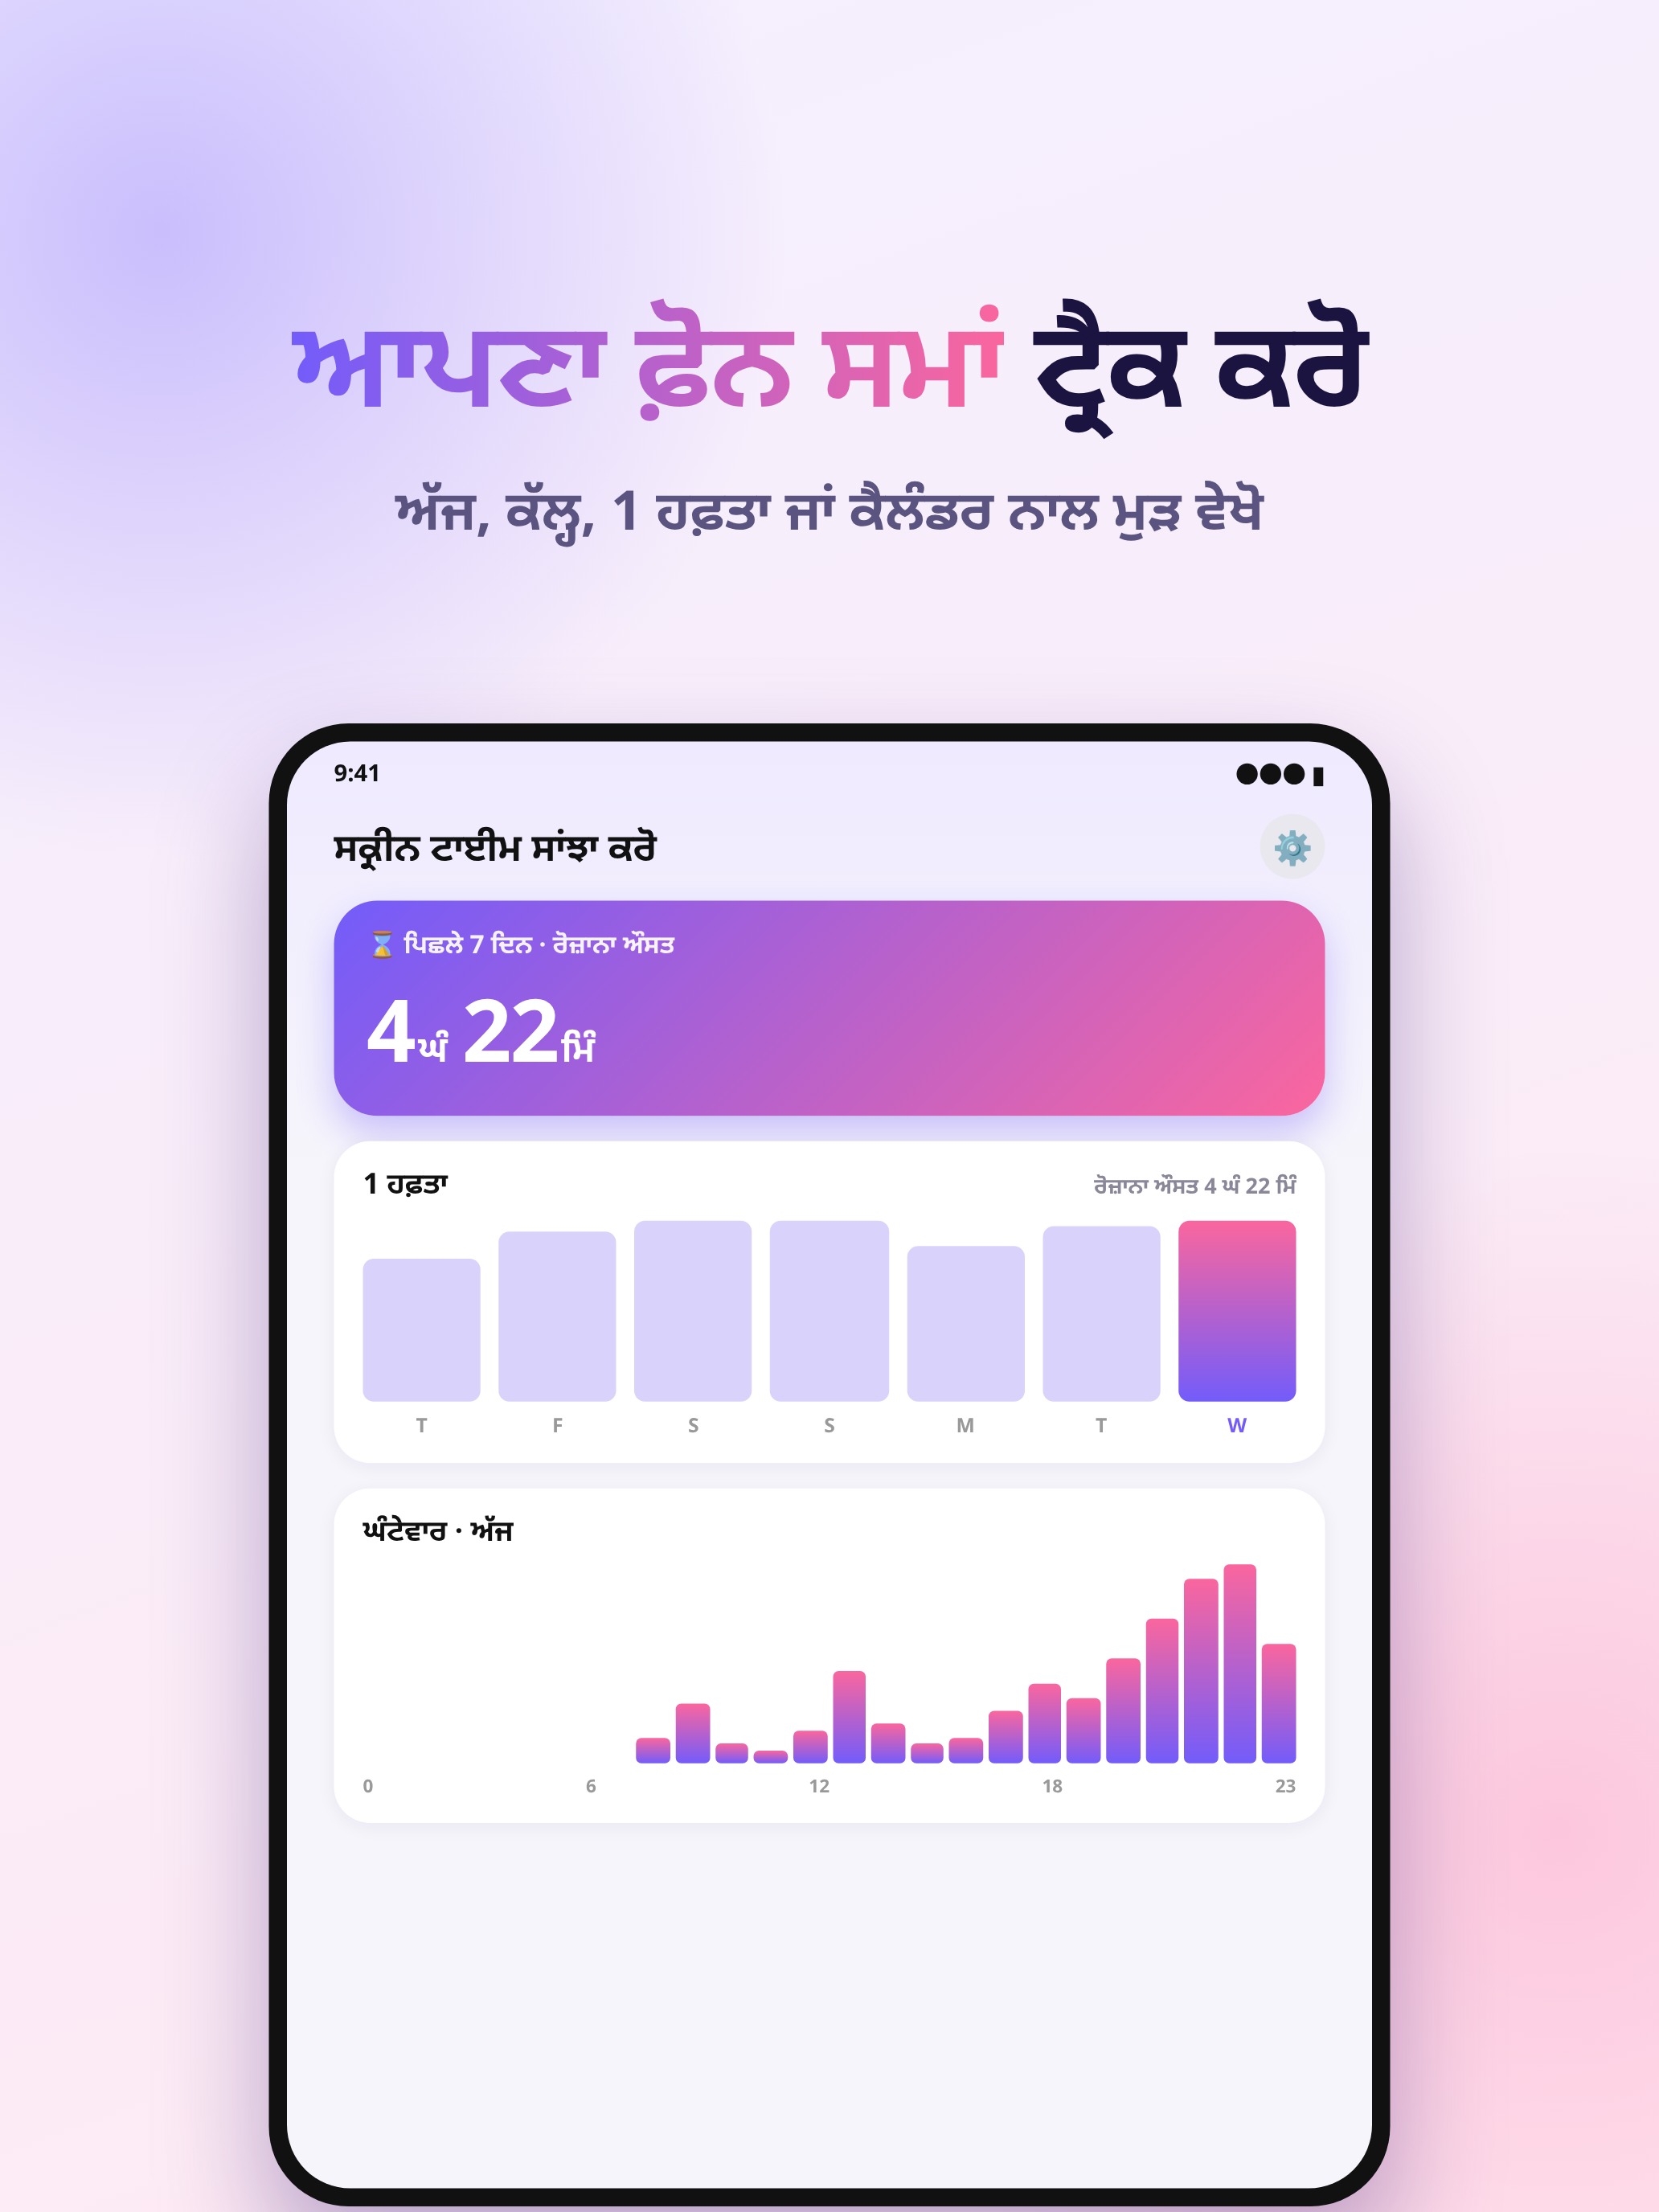 ਆਪਣਾ ਫ਼ੋਨ ਸਮਾਂ ਟ੍ਰੈਕ ਕਰੋ
ਅੱਜ, ਕੱਲ੍ਹ, 1 ਹਫ਼ਤਾ ਜਾਂ ਕੈਲੰਡਰ ਨਾਲ ਮੁੜ ਵੇਖੋ
9:41
ਸਕ੍ਰੀਨ ਟਾਈਮ ਸਾਂਝਾ ਕਰੋ
⌛ ਪਿਛਲੇ 7 ਦਿਨ · ਰੋਜ਼ਾਨਾ ਔਸਤ
4ਘੰ 22ਮਿੰ
1 ਹਫ਼ਤਾ ਰੋਜ਼ਾਨਾ ਔਸਤ 4 ਘੰ 22 ਮਿੰ
T F S S M T W
ਘੰਟੇਵਾਰ · ਅੱਜ
0 6 12 18 23